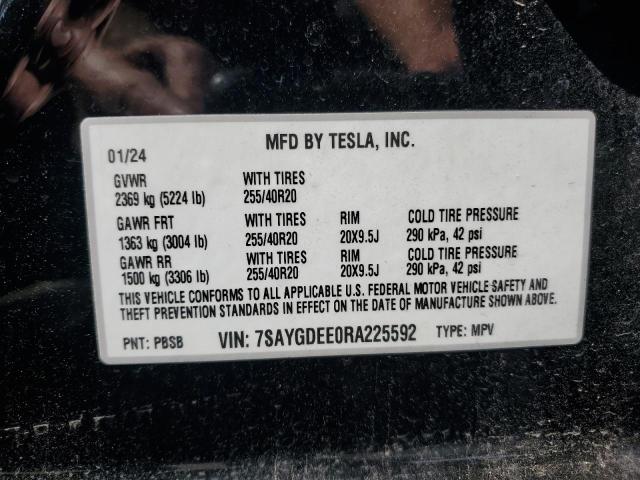 MFD BY TESLA, INC.
01/24
GVWR WITH TIRES
2369 kg (5224 lb) 255/40R20
GAWR FRT WITH TIRES RIM COLD TIRE PRESSURE
1363 kg (3004 lb) 255/40R20 20X9.5J 290 kPa, 42 psi
GAWR RR WITH TIRES RIM COLD TIRE PRESSURE
1500 kg (3306 lb) 255/40R20 20X9.5J 290 kPa, 42 psi
THIS VEHICLE CONFORMS TO ALL APPLICABLE U.S. FEDERAL MOTOR VEHICLE SAFETY AND
THEFT PREVENTION STANDARDS IN EFFECT ON THE DATE OF MANUFACTURE SHOWN ABOVE.
PNT: PBSB VIN: 7SAYGDEE0RA225592 TYPE: MPV